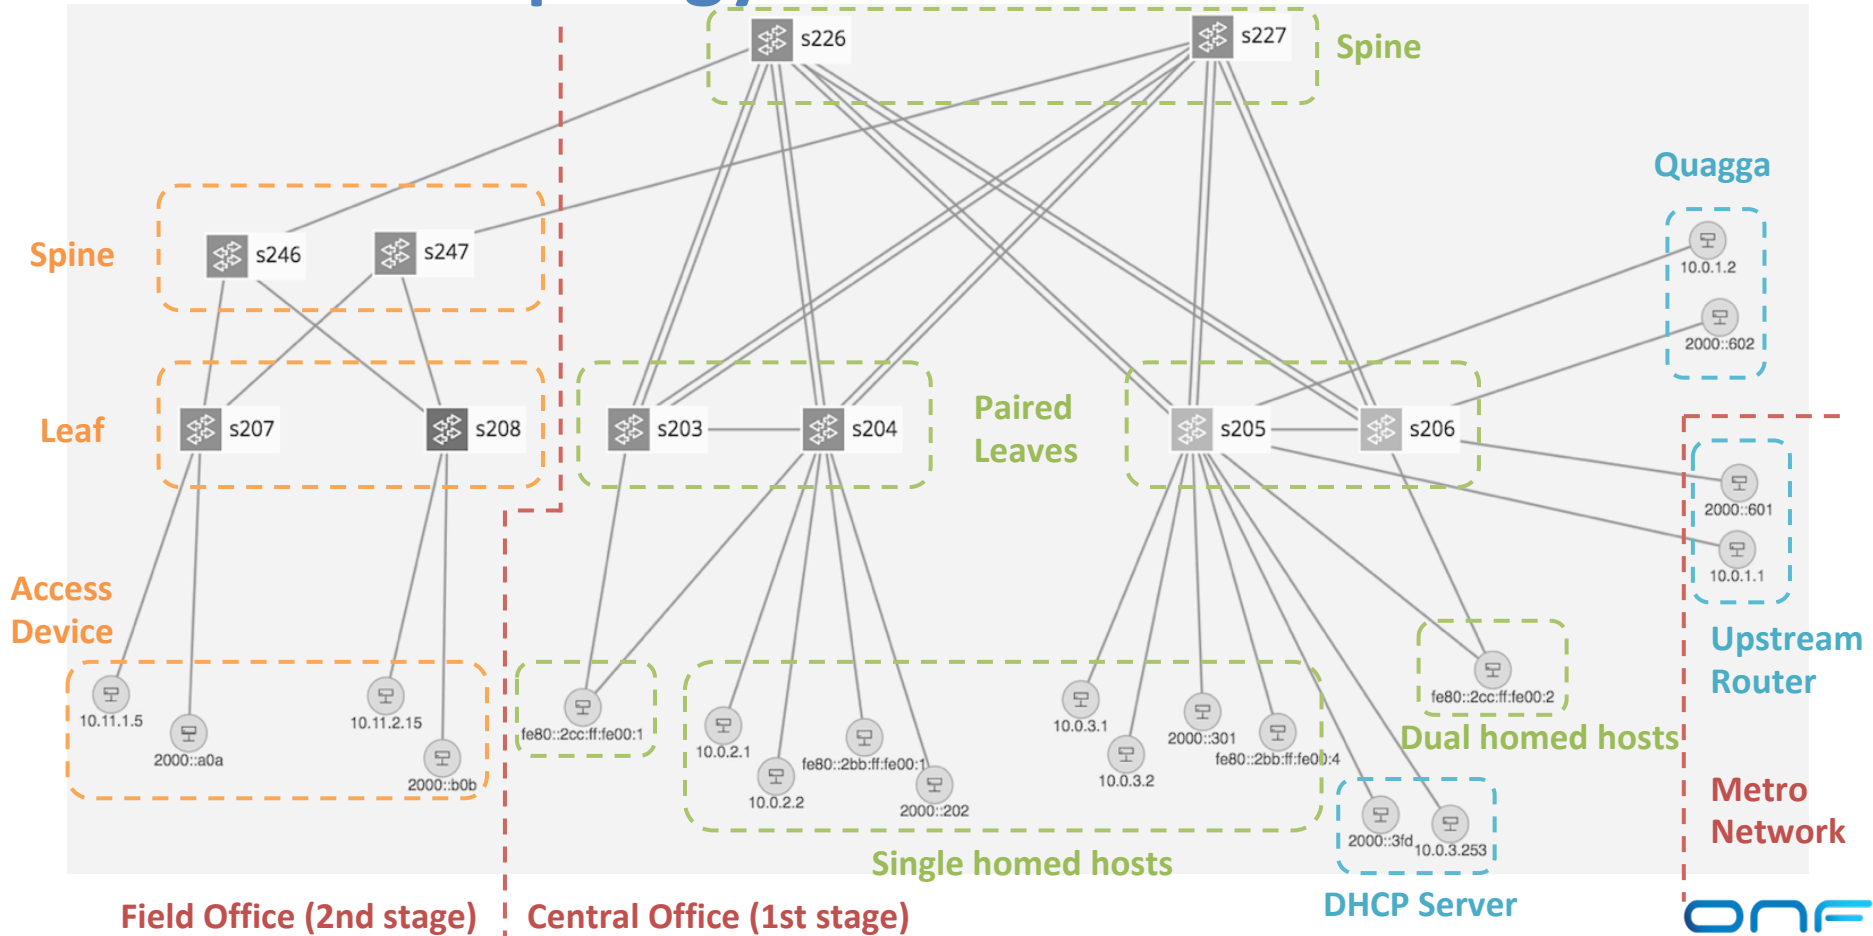 s226
s227
Spine
Quagga
10.0.1.2
2000::602
Spine
s246
s247
Leaf
s207
s208
s203
s204
Paired
Leaves
s205
s206
2000::601
10.0.1.1
Upstream
Router
Access
Device
10.11.1.5
2000::a0a
10.11.2.15
2000::b0b
fe80::2cc:ff:fe00:1
10.0.2.1
10.0.2.2
fe80::2bb:ff:fe00:1
2000::202
10.0.3.1
10.0.3.2
2000::301
fe80::2bb:ff:fe00:4
fe80::2cc:ff:fe00:2
Dual homed hosts
2000::3fd
10.0.3.253
Metro
Network
Single homed hosts
DHCP Server
Field Office (2nd stage)
Central Office (1st stage)
ONF